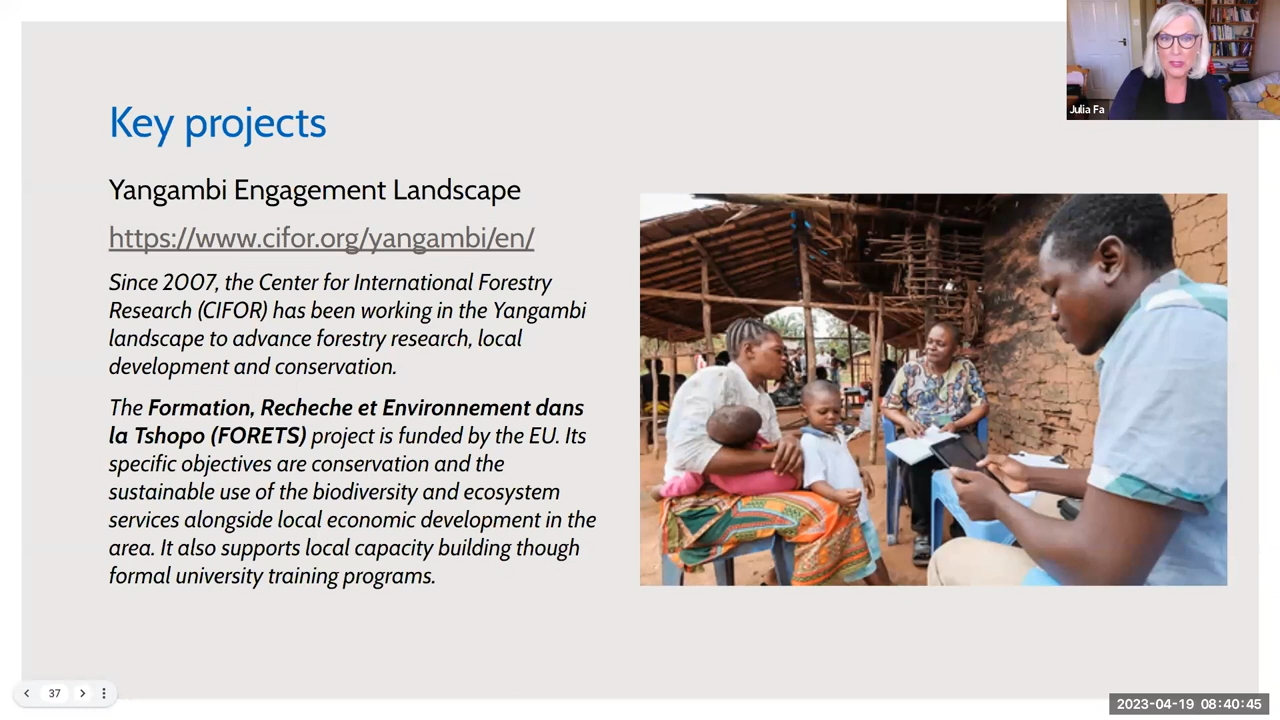 Julia Fa
Key projects
Yangambi Engagement Landscape
https://www.cifor.org/yangambi/en/
Since 2007, the Center for International Forestry
Research (CIFOR) has been working in the Yangambi
landscape to advance forestry research, local
development and conservation.
The Formation, Recheche et Environnement dans
la Tshopo (FORETS) project is funded by the EU. Its
specific objectives are conservation and the
sustainable use of the biodiversity and ecosystem
services alongside local economic development in the
area. It also supports local capacity building though
formal university training programs.
37
2023-04-19 08:40:45